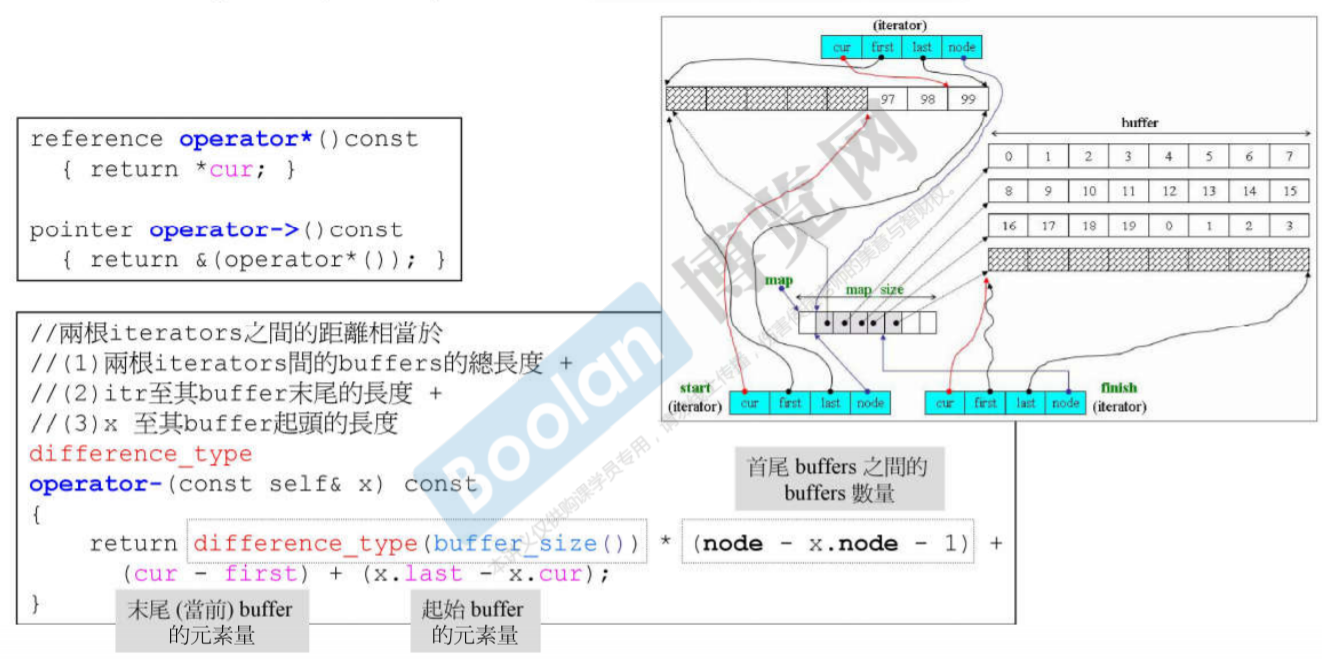 reference operator*()const
{ return *cur; }
pointer operator->()const
{ return &(operator*()); }
//兩根iterators之間的距離相當於
//(1)兩根iterators間的buffers的總長度 +
//(2)itr至其buffer末尾的長度 +
//(3)x 至其buffer起頭的長度
difference_type
operator-(const self& x) const
{
return difference_type(buffer_size()) * (node - x.node - 1) +
(cur - first) + (x.last - x.cur);
}
首尾 buffers 之間的
buffers 數量
末尾 (當前) buffer
的元素量
起始 buffer
的元素量
(iterator)
cur first last node
97 98 99
buffer
0 1 2 3 4 5 6 7
8 9 10 11 12 13 14 15
16 17 18 19 0 1 2 3
map
map size
start
(iterator)
cur first last node
cur first last node
finish
(iterator)
Boolan 博览网